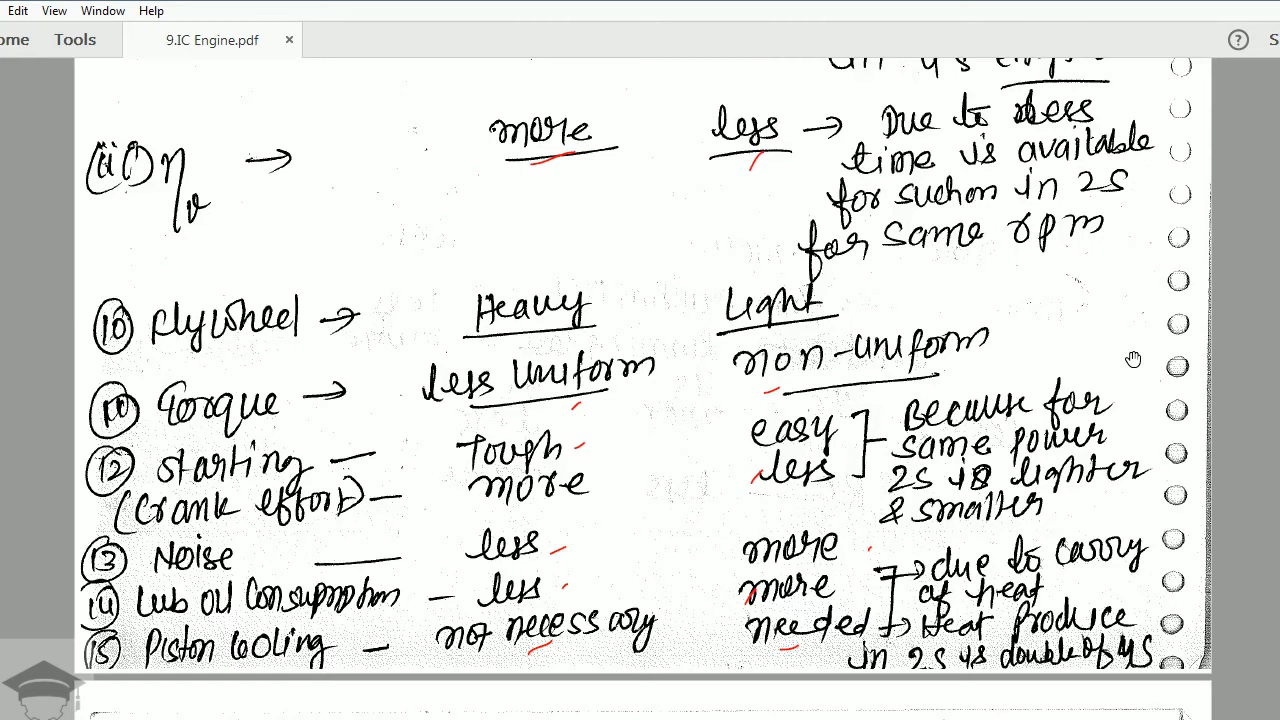 Edit View Window Help
ome Tools 9.IC Engine.pdf × ? S
in 4s
(iii) ηv → more less → Due to less
time is available
for suction in 2S
for same rpm
(10) Flywheel → Heavy Light
(11) Torque → less uniform non-uniform
(12) Starting — Tough easy Because for
same power
(Crank effort) — more less 2S is lighter
& smaller
(13) Noise — less more
(14) Lub oil Consumption — less more → due to carry
of heat
(15) Piston Cooling — not necessary needed → Heat Produce
in 2S is double of 4S